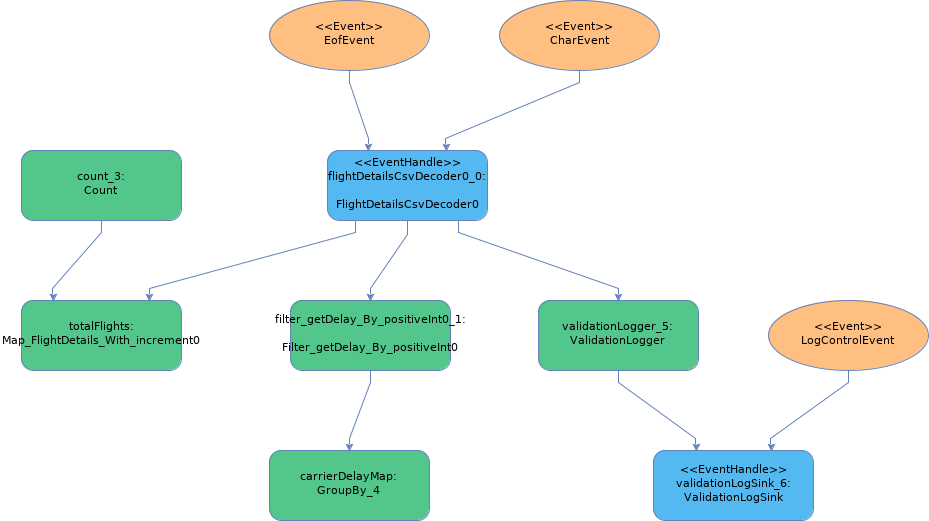 <<Event>>
EofEvent
<<Event>>
CharEvent
count_3:
Count
<<EventHandle>>
flightDetailsCsvDecoder0_0:
FlightDetailsCsvDecoder0
totalFlights:
Map_FlightDetails_With_increment0
filter_getDelay_By_positiveInt0_1:
Filter_getDelay_By_positiveInt0
validationLogger_5:
ValidationLogger
<<Event>>
LogControlEvent
carrierDelayMap:
GroupBy_4
<<EventHandle>>
validationLogSink_6:
ValidationLogSink